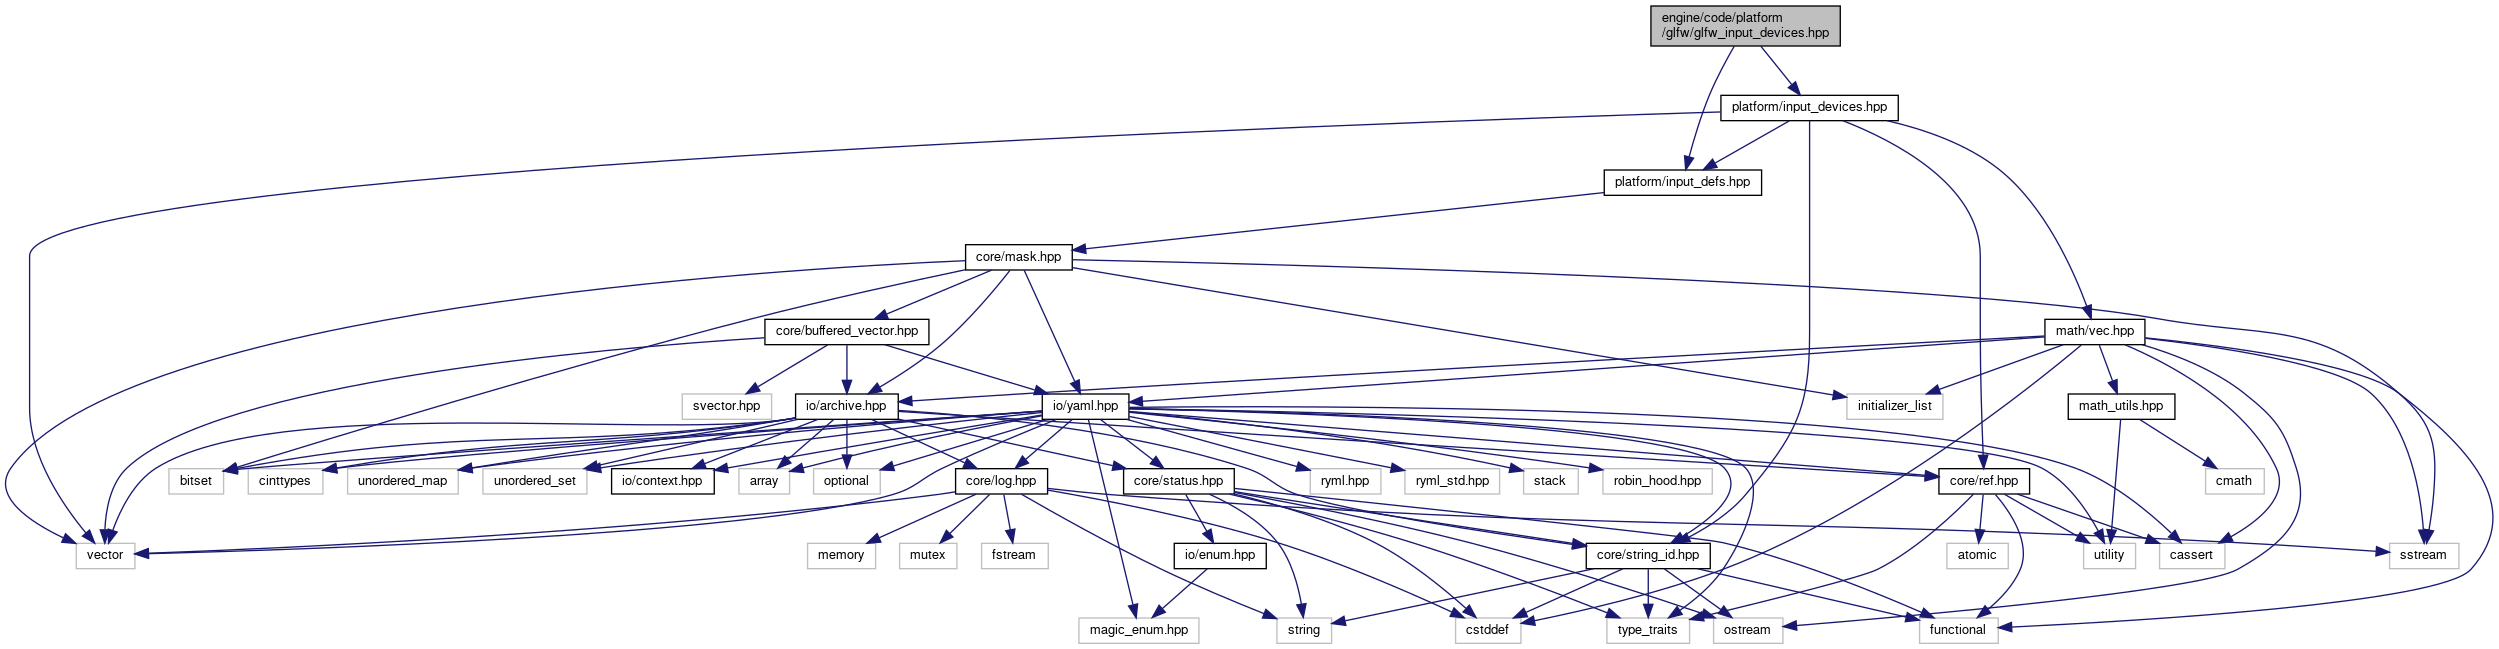 engine/code/platform
/glfw/glfw_input_devices.hpp
platform/input_devices.hpp
platform/input_defs.hpp
core/mask.hpp
core/buffered_vector.hpp
math/vec.hpp
svector.hpp
io/archive.hpp
io/yaml.hpp
initializer_list
math_utils.hpp
bitset
cinttypes
unordered_map
unordered_set
io/context.hpp
array
optional
core/log.hpp
core/status.hpp
ryml.hpp
ryml_std.hpp
stack
robin_hood.hpp
core/ref.hpp
cmath
vector
memory
mutex
fstream
io/enum.hpp
core/string_id.hpp
atomic
utility
cassert
sstream
magic_enum.hpp
string
cstddef
type_traits
ostream
functional